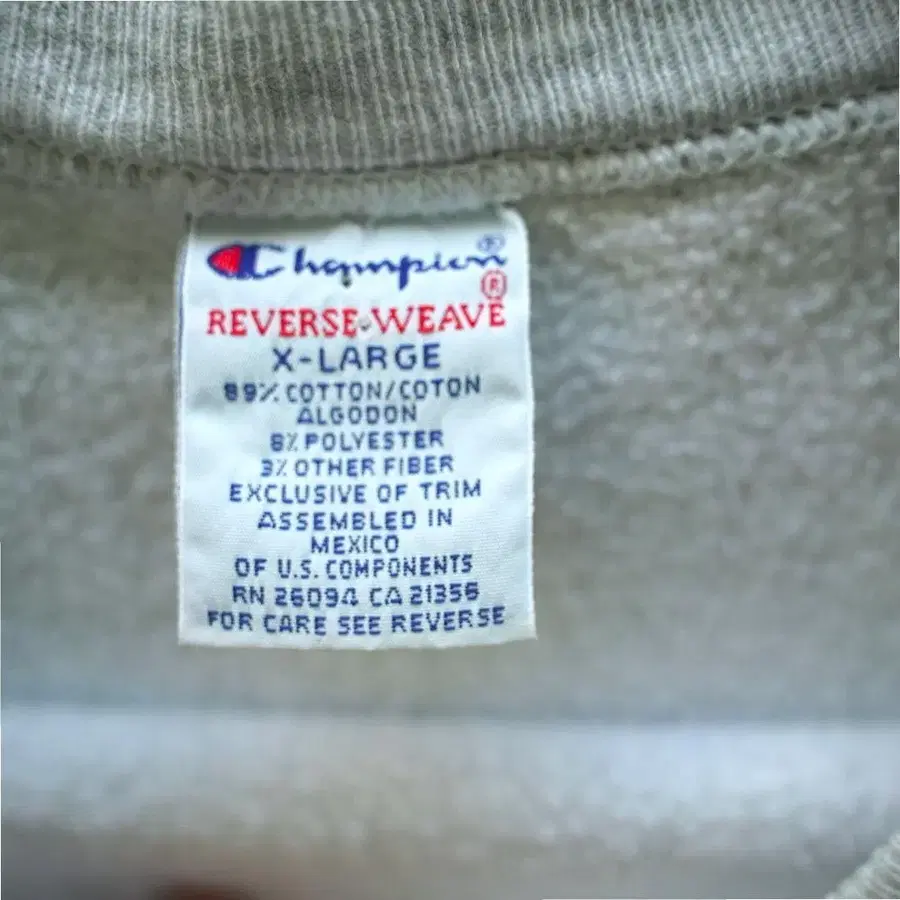 Champion®
®
REVERSE WEAVE
X-LARGE
89% COTTON/COTON
ALGODON
8% POLYESTER
3% OTHER FIBER
EXCLUSIVE OF TRIM
ASSEMBLED IN
MEXICO
OF U.S. COMPONENTS
RN 26094 CA 21356
FOR CARE SEE REVERSE